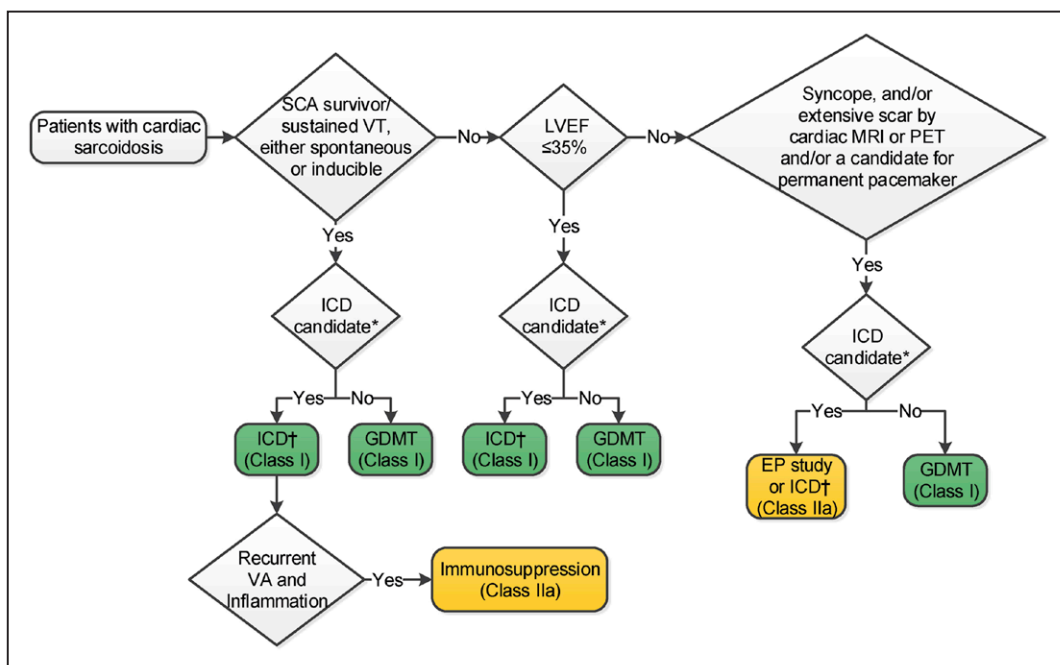 Patients with cardiac
sarcoidosis
SCA survivor/
sustained VT,
either spontaneous
or inducible
No
LVEF
≤35%
No
Syncope, and/or
extensive scar by
cardiac MRI or PET
and/or a candidate for
permanent pacemaker
Yes
Yes
Yes
ICD
candidate*
ICD
candidate*
ICD
candidate*
Yes
No
Yes
No
Yes
No
ICD†
(Class I)
GDMT
(Class I)
ICD†
(Class I)
GDMT
(Class I)
EP study
or ICD†
(Class IIa)
GDMT
(Class I)
Recurrent
VA and
Inflammation
Yes
Immunosuppression
(Class IIa)